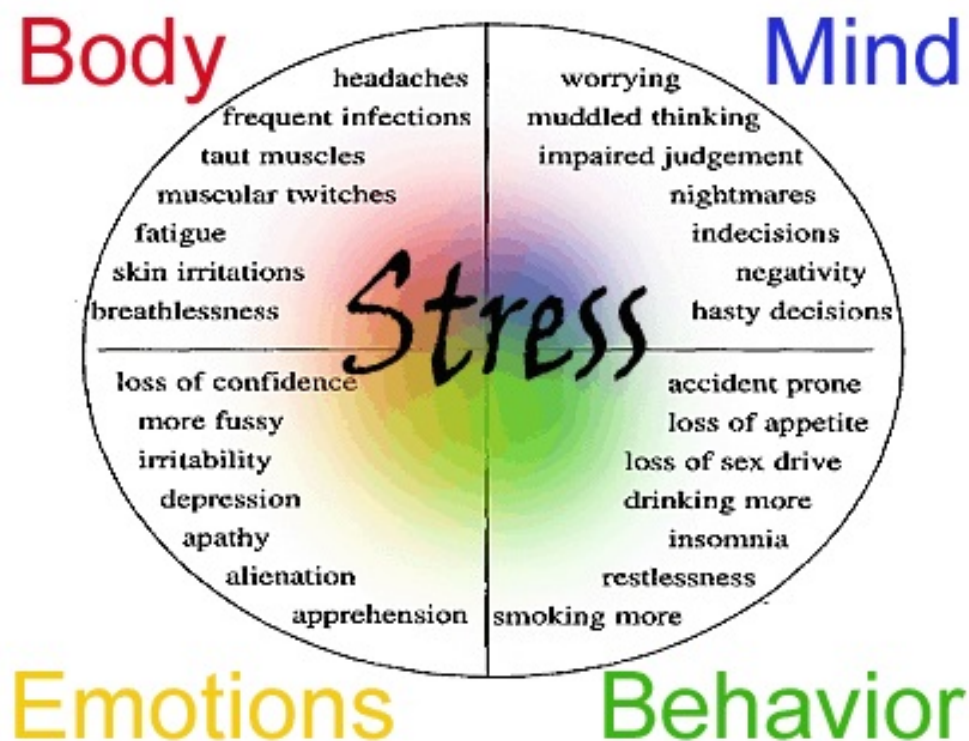 Body
headaches
frequent infections
taut muscles
muscular twitches
fatigue
skin irritations
breathlessness
Mind
worrying
muddled thinking
impaired judgement
nightmares
indecisions
negativity
hasty decisions
Stress
loss of confidence
more fussy
irritability
depression
apathy
alienation
apprehension
Emotions
accident prone
loss of appetite
loss of sex drive
drinking more
insomnia
restlessness
smoking more
Behavior